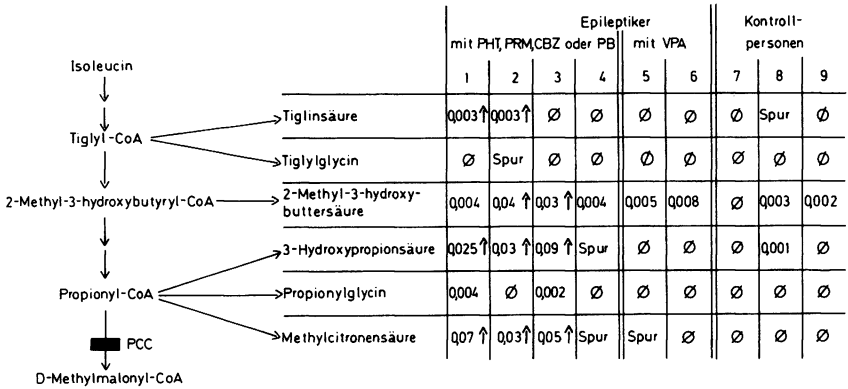 Epileptiker
Kontroll-
mit PHT, PRM, CBZ oder PB
mit VPA
personen
1 2 3 4 5 6 7 8 9
Isoleucin
Tiglinsäure 0,003↑ 0,003↑ ∅ ∅ ∅ ∅ ∅ Spur ∅
Tiglyl-CoA
Tiglylglycin ∅ Spur ∅ ∅ ∅ ∅ ∅ ∅ ∅
2-Methyl-3-hydroxybutyryl-CoA
2-Methyl-3-hydroxy-
buttersäure 0,004 0,04↑ 0,03↑ 0,004 0,005 0,008 ∅ 0,003 0,002
3-Hydroxypropionsäure 0,025↑ 0,03↑ 0,09↑ Spur ∅ ∅ ∅ 0,001 ∅
Propionyl-CoA
Propionylglycin 0,004 ∅ 0,002 ∅ ∅ ∅ ∅ ∅ ∅
PCC
Methylcitronensäure 0,07↑ 0,03↑ 0,05↑ Spur Spur ∅ ∅ ∅ ∅
D-Methylmalonyl-CoA